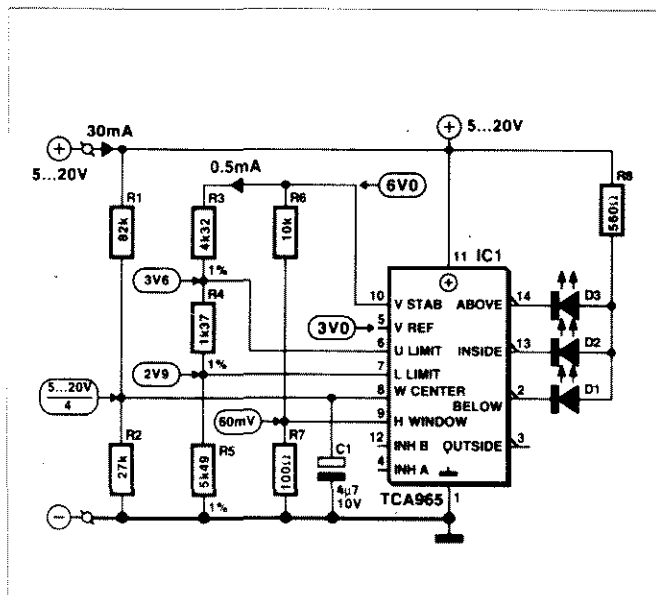 30mA
5...20V
5...20V
0.5mA
6V0
R1
82k
R3
4k32
1%
R6
10k
R8
560Ω
11
IC1
3V6
R4
1k37
1%
2V9
3V0
10
V STAB
ABOVE
14
D3
5
V REF
6
U LIMIT
INSIDE
13
D2
7
L LIMIT
8
W CENTER
BELOW
2
D1
5...20V
4
60mV
9
H WINDOW
12
INH B
OUTSIDE
3
4
INH A
R2
27k
R5
5k49
1%
R7
100Ω
C1
4µ7
10V
TCA965
1